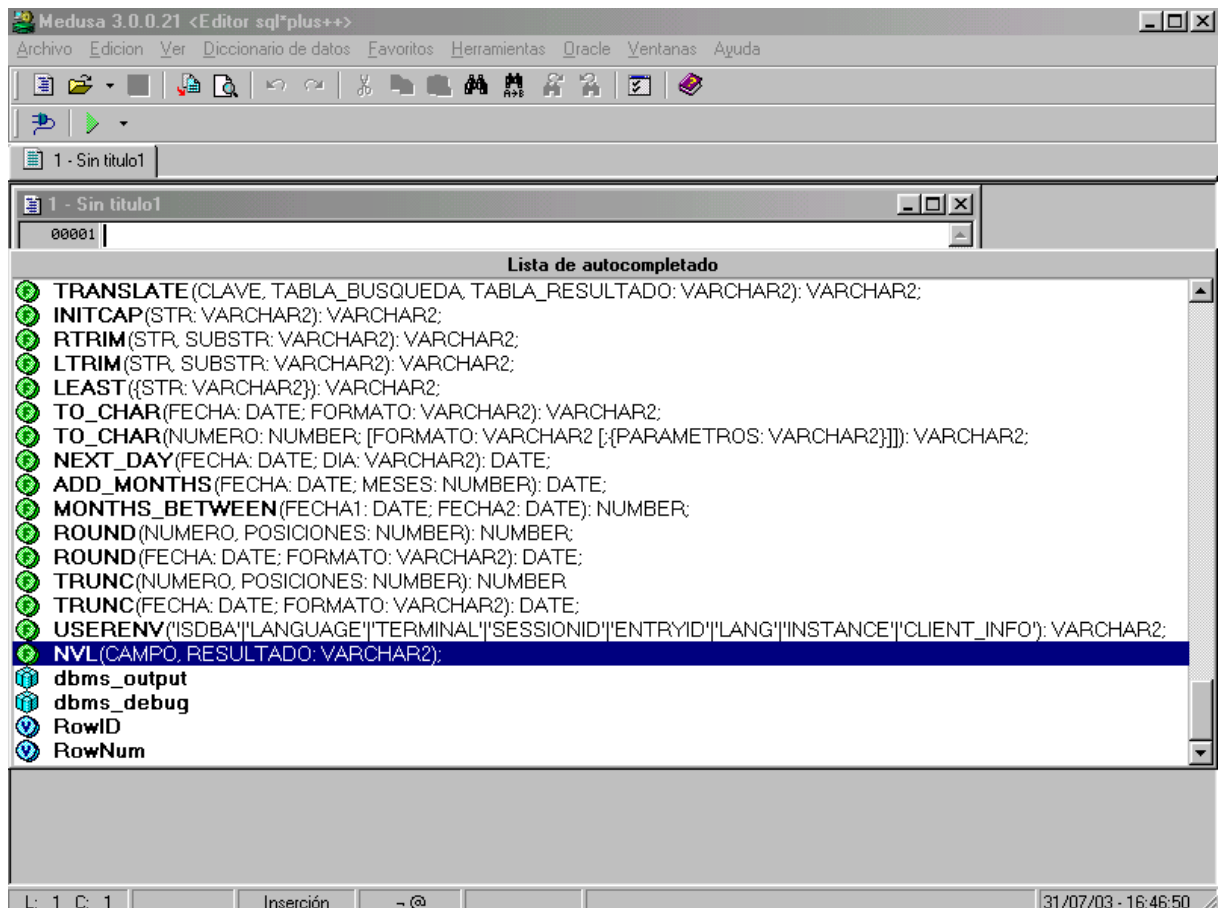 Medusa 3.0.0.21 <Editor sql*plus++>
Archivo Edicion Ver Diccionario de datos Favoritos Herramientas Oracle Ventanas Ayuda
1 - Sin titulo1
1 - Sin titulo1
00001
Lista de autocompletado
TRANSLATE(CLAVE, TABLA_BUSQUEDA, TABLA_RESULTADO: VARCHAR2): VARCHAR2;
INITCAP(STR: VARCHAR2): VARCHAR2;
RTRIM(STR, SUBSTR: VARCHAR2): VARCHAR2;
LTRIM(STR, SUBSTR: VARCHAR2): VARCHAR2;
LEAST({STR: VARCHAR2}): VARCHAR2;
TO_CHAR(FECHA: DATE; FORMATO: VARCHAR2): VARCHAR2;
TO_CHAR(NUMERO: NUMBER; [FORMATO: VARCHAR2 [;{PARAMETROS: VARCHAR2}]]): VARCHAR2;
NEXT_DAY(FECHA: DATE; DIA: VARCHAR2): DATE;
ADD_MONTHS(FECHA: DATE; MESES: NUMBER): DATE;
MONTHS_BETWEEN(FECHA1: DATE; FECHA2: DATE): NUMBER;
ROUND(NUMERO, POSICIONES: NUMBER): NUMBER;
ROUND(FECHA: DATE; FORMATO: VARCHAR2): DATE;
TRUNC(NUMERO, POSICIONES: NUMBER): NUMBER
TRUNC(FECHA: DATE; FORMATO: VARCHAR2): DATE;
USERENV('ISDBA'|'LANGUAGE'|'TERMINAL'|'SESSIONID'|'ENTRYID'|'LANG'|'INSTANCE'|'CLIENT_INFO'): VARCHAR2;
NVL(CAMPO, RESULTADO: VARCHAR2);
dbms_output
dbms_debug
RowID
RowNum
L: 1 C: 1 Inserción ¬ @ 31/07/03 - 16:46:50